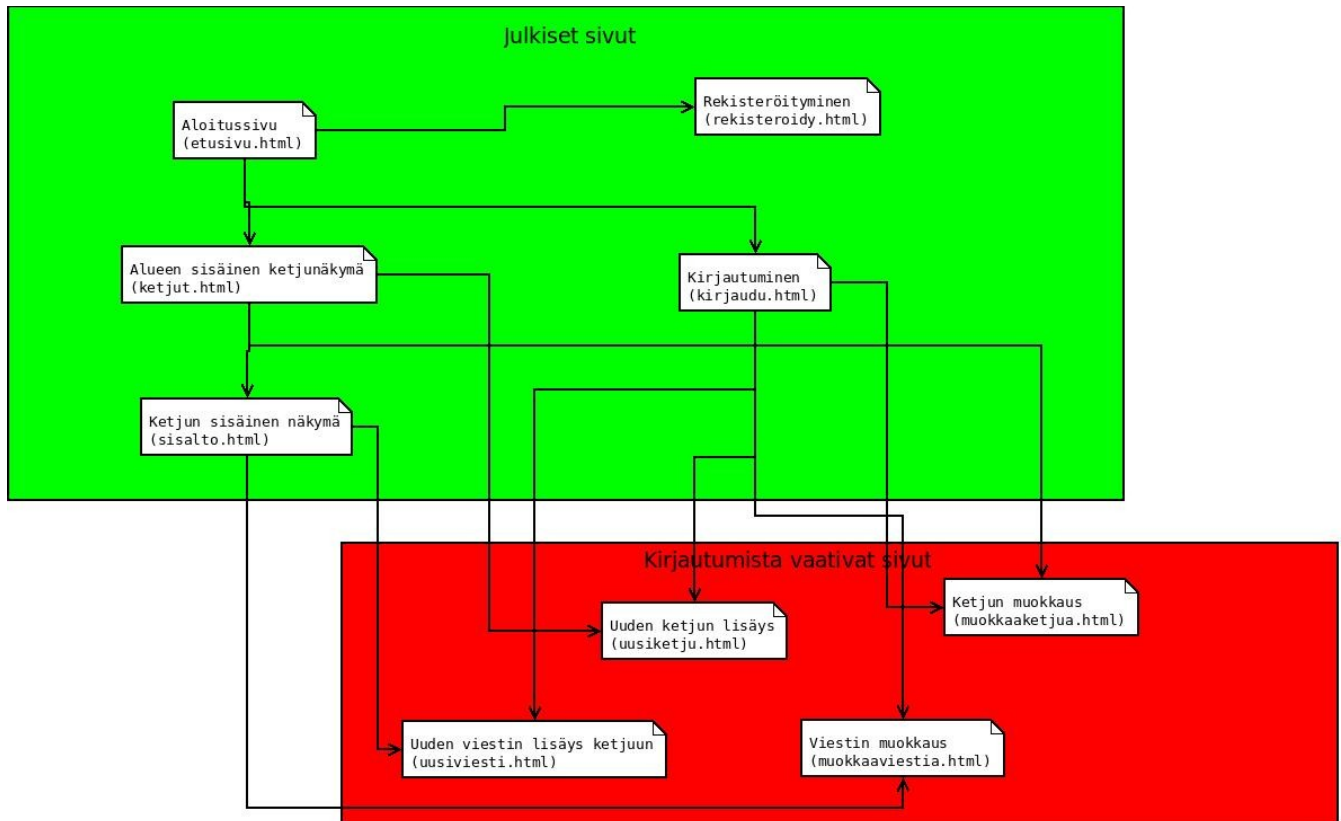 Julkiset sivut
Rekisteröityminen
(rekisteroidy.html)
Aloitussivu
(etusivu.html)
Alueen sisäinen ketjunäkymä
(ketjut.html)
Kirjautuminen
(kirjaudu.html)
Ketjun sisäinen näkymä
(sisalto.html)
Kirjautumista vaativat sivut
Ketjun muokkaus
(muokkaaketjua.html)
Uuden ketjun lisäys
(uusiketju.html)
Uuden viestin lisäys ketjuun
(uusiviesti.html)
Viestin muokkaus
(muokkaaviestia.html)